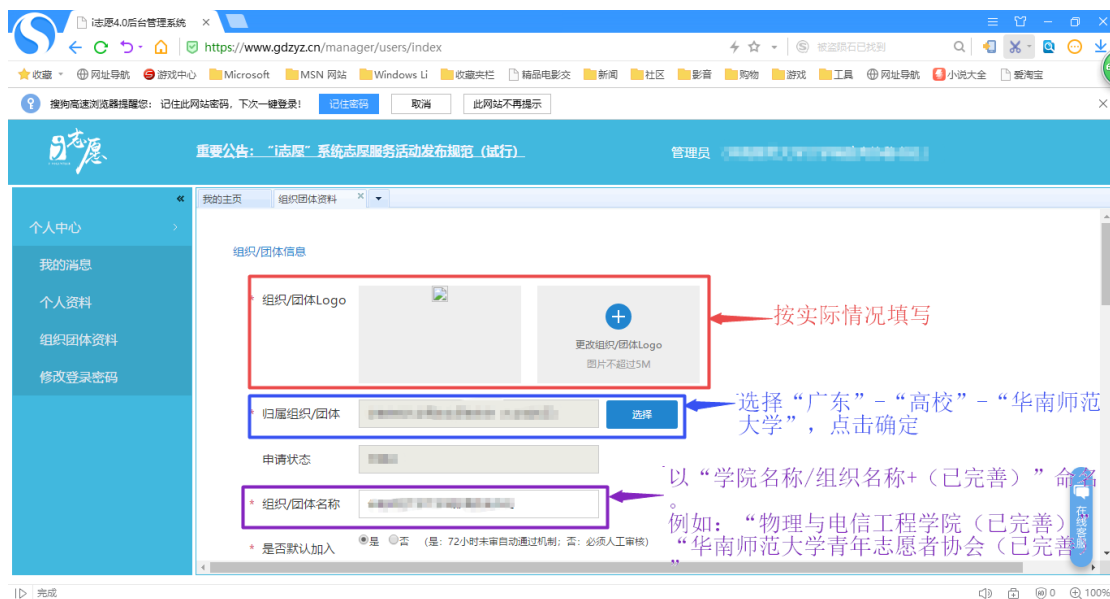 i志愿4.0后台管理系统
https://www.gdzyz.cn/manager/users/index
被盗陨石已找到
收藏 网址导航 游戏中心 Microsoft MSN 网站 Windows Li 收藏夹栏 精品电影交 新闻 社区 影音 购物 游戏 工具 网址导航 小说大全 爱淘宝
搜狗高速浏览器提醒您: 记住此网站密码,下次一键登录! 记住密码 取消 此网站不再提示
i志愿 重要公告:“i志愿”系统志愿服务活动发布规范(试行) 管理员
我的主页 组织团体资料
个人中心
我的消息
个人资料
组织团体资料
修改登录密码
组织/团体信息
* 组织/团体Logo
更改组织/团体Logo
图片不超过5M
按实际情况填写
* 归属组织/团体 选择
选择“广东”-“高校”-“华南师范
大学”,点击确定
申请状态
* 组织/团体名称
以“学院名称/组织名称+(已完善)”命名
。
例如:“物理与电信工程学院(已完善)”
“华南师范大学青年志愿者协会(已完善
”
* 是否默认加入 是 否 (是: 72小时未审自动通过机制; 否: 必须人工审核)
在线客服
完成 0 100%